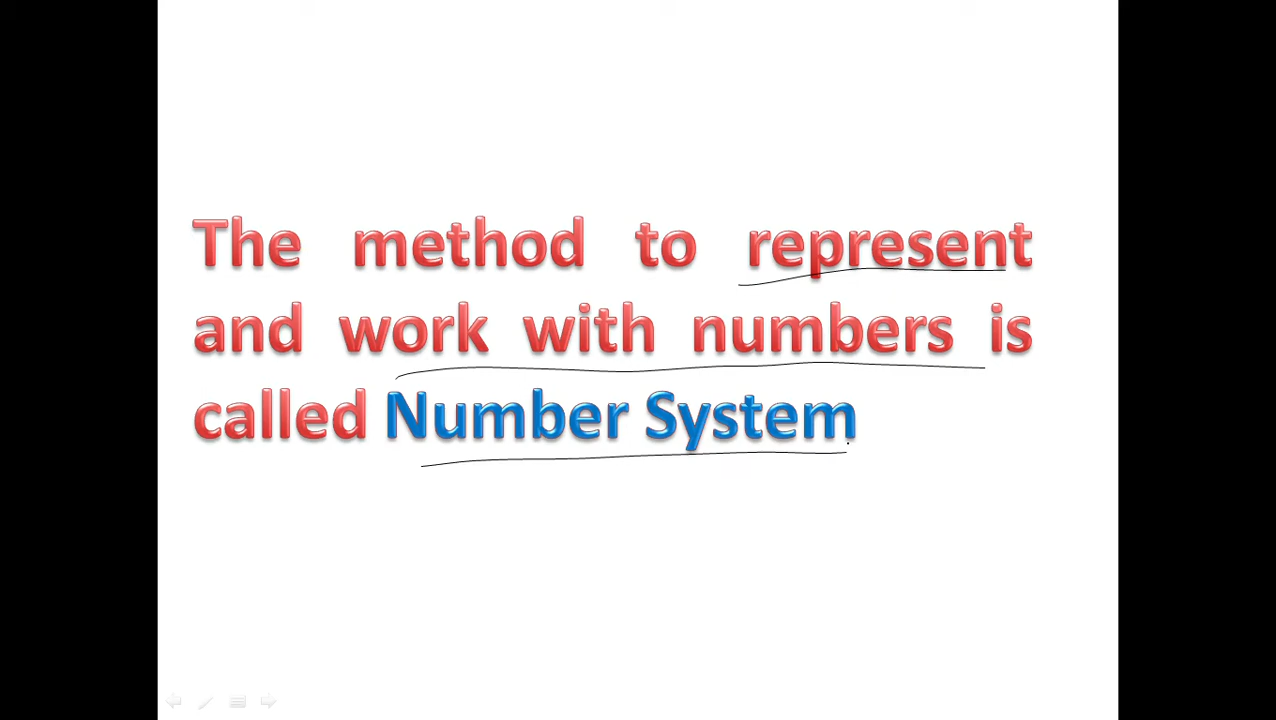 The method to represent
and work with numbers is
called Number System